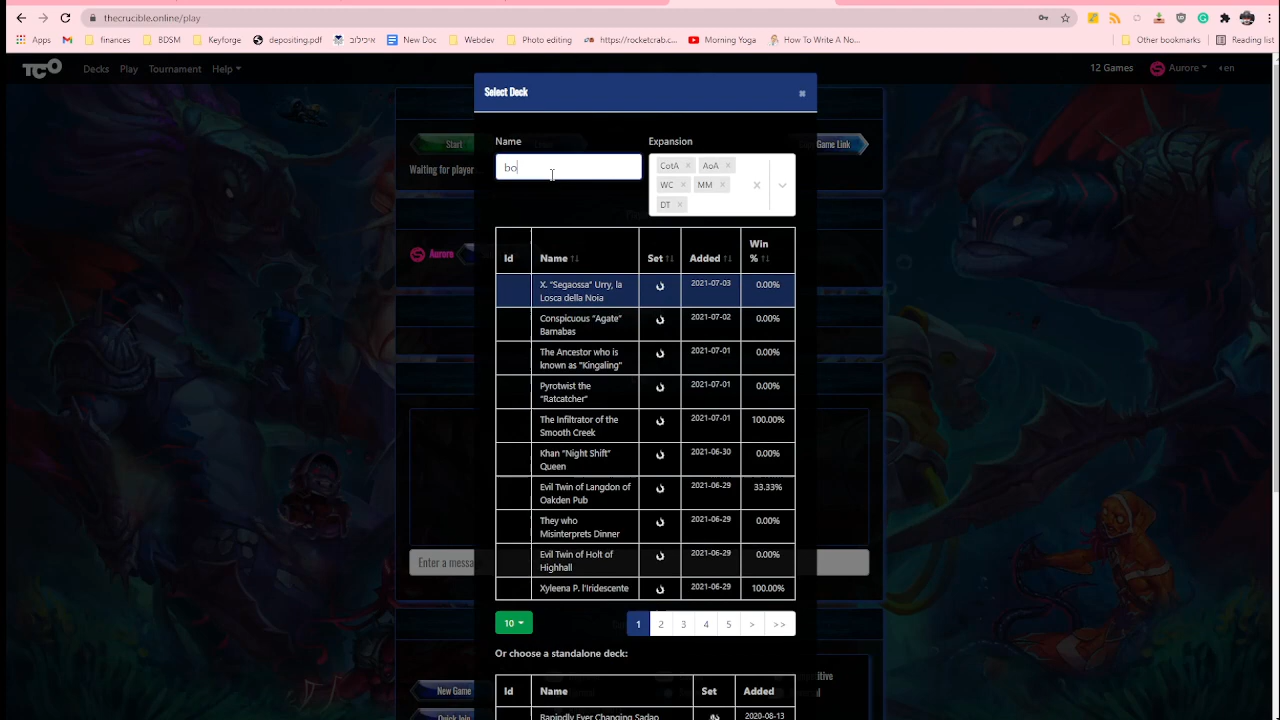 thecrucible.online/play
Apps finances BDSM Keyforge depositing.pdf איכילוב New Doc Webdev Photo editing https://rocketcrab.c... Morning Yoga How To Write A No... Other bookmarks Reading list
TCO Decks Play Tournament Help 12 Games Aurore en
Select Deck ×
Start Game Link
Waiting for player
Name Expansion
bo
CotA × AoA ×
WC × MM ×
DT ×
Aurore
Id Name Set Added Win %
X. “Segaossa” Urry, la Losca della Noia 2021-07-03 0.00%
Conspicuous “Agate” Barnabas 2021-07-02 0.00%
The Ancestor who is known as "Kingaling" 2021-07-01 0.00%
Pyrotwist the “Ratcatcher” 2021-07-01 0.00%
The Infiltrator of the Smooth Creek 2021-07-01 100.00%
Khan “Night Shift” Queen 2021-06-30 0.00%
Evil Twin of Langdon of Oakden Pub 2021-06-29 33.33%
They who Misinterprets Dinner 2021-06-29 0.00%
Evil Twin of Holt of Highhall 2021-06-29 0.00%
Xyleena P. l'Iridescente 2021-06-29 100.00%
Enter a messa
10 1 2 3 4 5 > >>
Or choose a standalone deck:
Id Name Set Added
New Game
Rapidly Ever Changing Sadap 2020-08-13
Quick Join